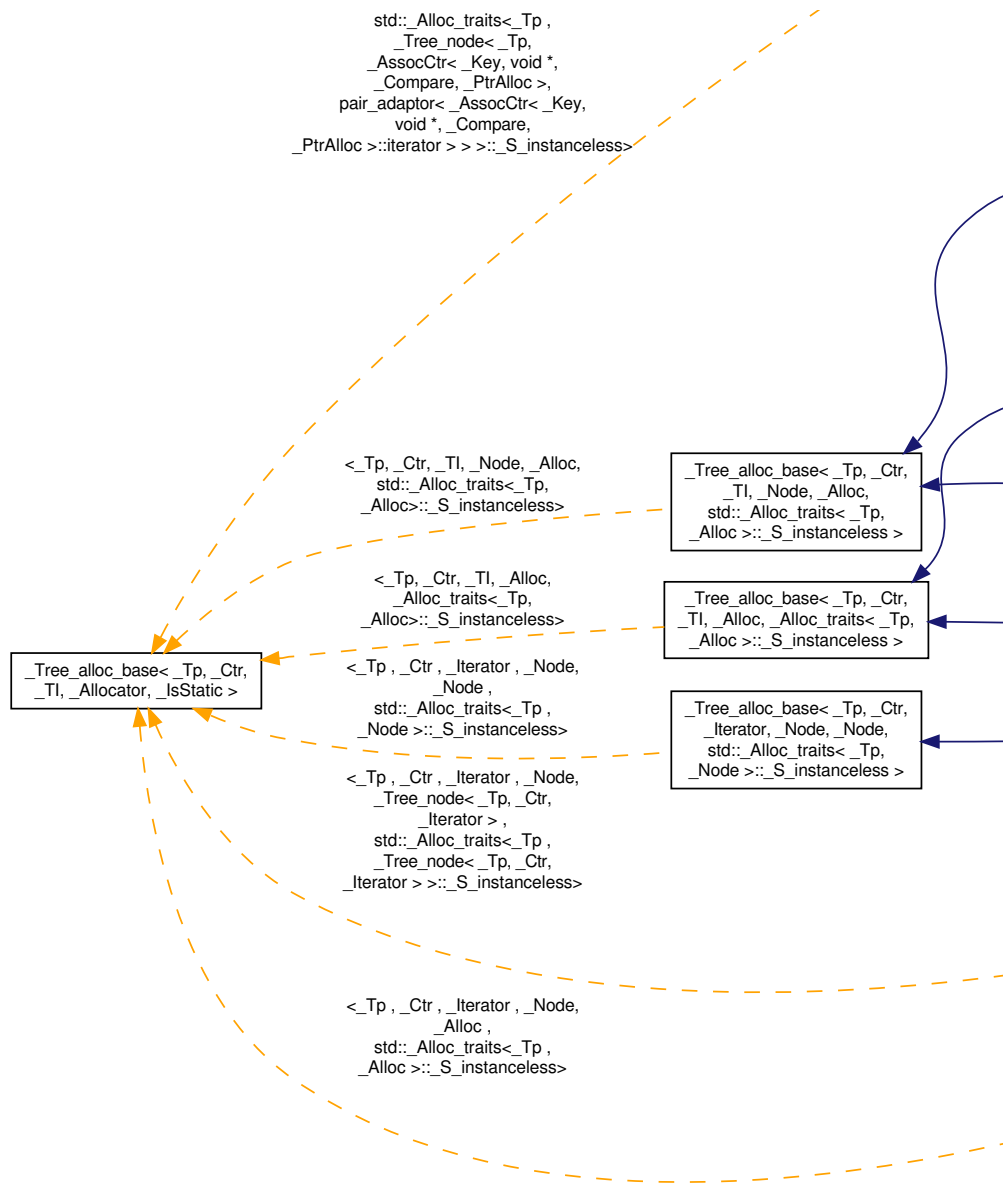 std::_Alloc_traits<_Tp ,
_Tree_node< _Tp,
_AssocCtr< _Key, void *,
_Compare, _PtrAlloc >,
pair_adaptor< _AssocCtr< _Key,
void *, _Compare,
_PtrAlloc >::iterator > > >::_S_instanceless>
<_Tp, _Ctr, _TI, _Node, _Alloc,
std::_Alloc_traits<_Tp,
_Alloc>::_S_instanceless>
_Tree_alloc_base< _Tp, _Ctr,
_TI, _Node, _Alloc,
std::_Alloc_traits< _Tp,
_Alloc >::_S_instanceless >
<_Tp, _Ctr, _TI, _Alloc,
_Alloc_traits<_Tp,
_Alloc>::_S_instanceless>
_Tree_alloc_base< _Tp, _Ctr,
_TI, _Alloc, _Alloc_traits< _Tp,
_Alloc >::_S_instanceless >
_Tree_alloc_base< _Tp, _Ctr,
_TI, _Allocator, _IsStatic >
<_Tp , _Ctr , _Iterator , _Node,
_Node ,
std::_Alloc_traits<_Tp ,
_Node >::_S_instanceless>
_Tree_alloc_base< _Tp, _Ctr,
_Iterator, _Node, _Node,
std::_Alloc_traits< _Tp,
_Node >::_S_instanceless >
<_Tp , _Ctr , _Iterator , _Node,
_Tree_node< _Tp, _Ctr,
_Iterator > ,
std::_Alloc_traits<_Tp ,
_Tree_node< _Tp, _Ctr,
_Iterator > >::_S_instanceless>
<_Tp , _Ctr , _Iterator , _Node,
_Alloc ,
std::_Alloc_traits<_Tp ,
_Alloc >::_S_instanceless>